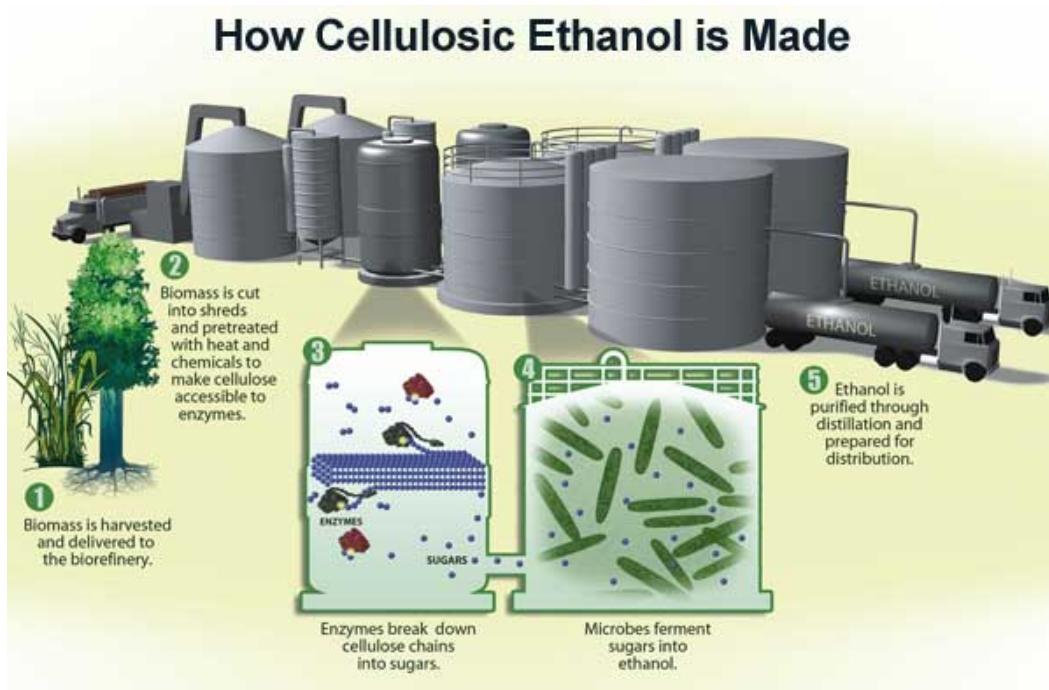 How Cellulosic Ethanol is Made
1
Biomass is harvested
and delivered to
the biorefinery.
2
Biomass is cut
into shreds
and pretreated
with heat and
chemicals to
make cellulose
accessible to
enzymes.
3
ENZYMES
SUGARS
Enzymes break down
cellulose chains
into sugars.
4
Microbes ferment
sugars into
ethanol.
ETHANOL
ETHANOL
5
Ethanol is
purified through
distillation and
prepared for
distribution.